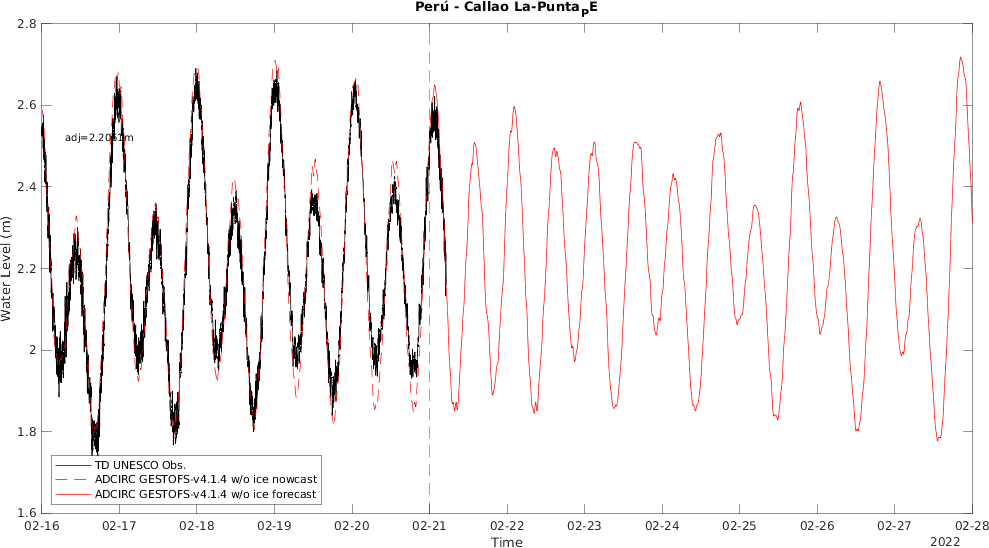 Perú - Callao La-Punta_PE
2.8
2.6
2.4
2.2
2
1.8
1.6
Water Level (m)
adj=2.2051m
TD UNESCO Obs.
ADCIRC GESTOFS-v4.1.4 w/o ice nowcast
ADCIRC GESTOFS-v4.1.4 w/o ice forecast
02-16 02-17 02-18 02-19 02-20 02-21 02-22 02-23 02-24 02-25 02-26 02-27 02-28
Time
2022